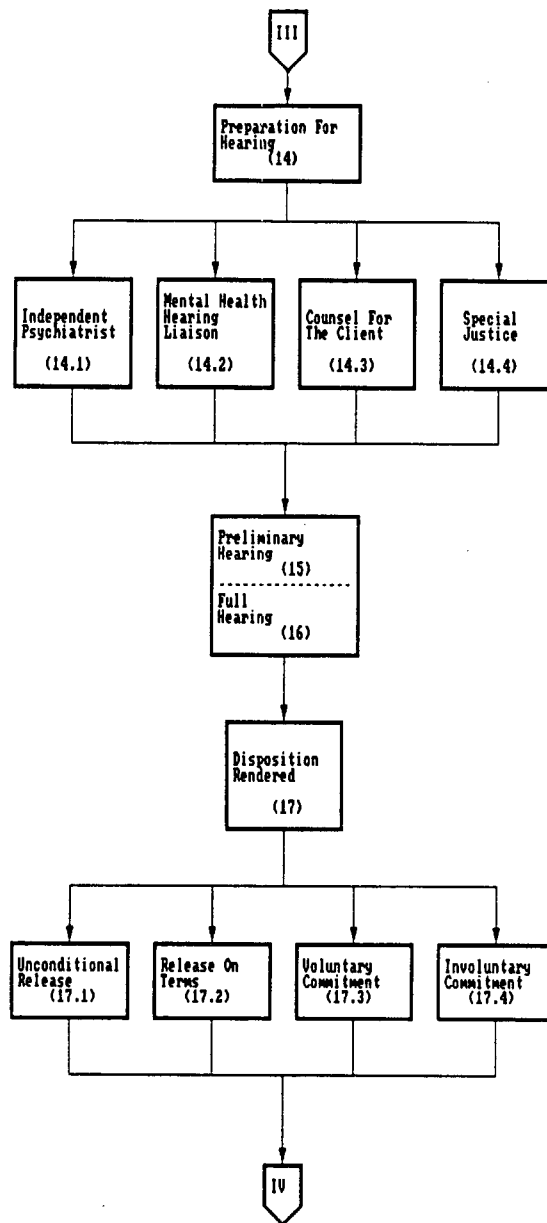 III
Preparation For
Hearing
(14)
Independent
Psychiatrist
(14.1)
Mental Health
Hearing
Liaison
(14.2)
Counsel For
The Client
(14.3)
Special
Justice
(14.4)
Preliminary
Hearing
(15)
Full
Hearing
(16)
Disposition
Rendered
(17)
Unconditional
Release
(17.1)
Release On
Terms
(17.2)
Voluntary
Commitment
(17.3)
Involuntary
Commitment
(17.4)
IV